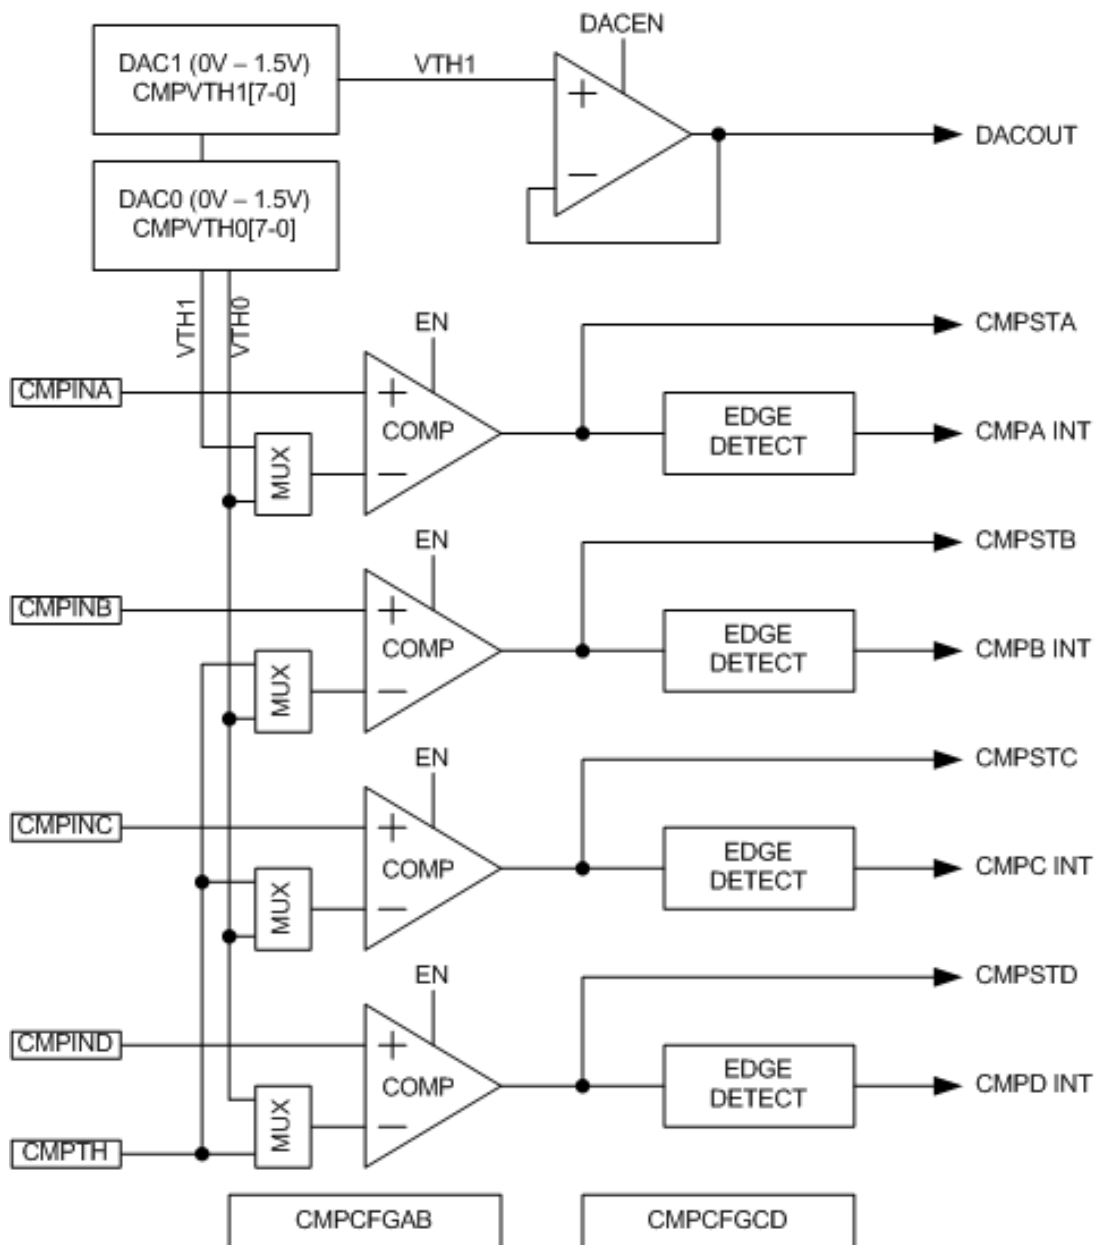 DACEN
DAC1 (0V – 1.5V)
CMPVTH1[7-0]
VTH1
+
−
DACOUT
DAC0 (0V – 1.5V)
CMPVTH0[7-0]
VTH1
VTH0
EN
CMPSTA
CMPINA
+
COMP
−
MUX
EDGE
DETECT
CMPA INT
EN
CMPSTB
CMPINB
+
COMP
−
MUX
EDGE
DETECT
CMPB INT
EN
CMPSTC
CMPINC
+
COMP
−
MUX
EDGE
DETECT
CMPC INT
EN
CMPSTD
CMPIND
+
COMP
−
MUX
EDGE
DETECT
CMPD INT
CMPTH
CMPCFGAB
CMPCFGCD